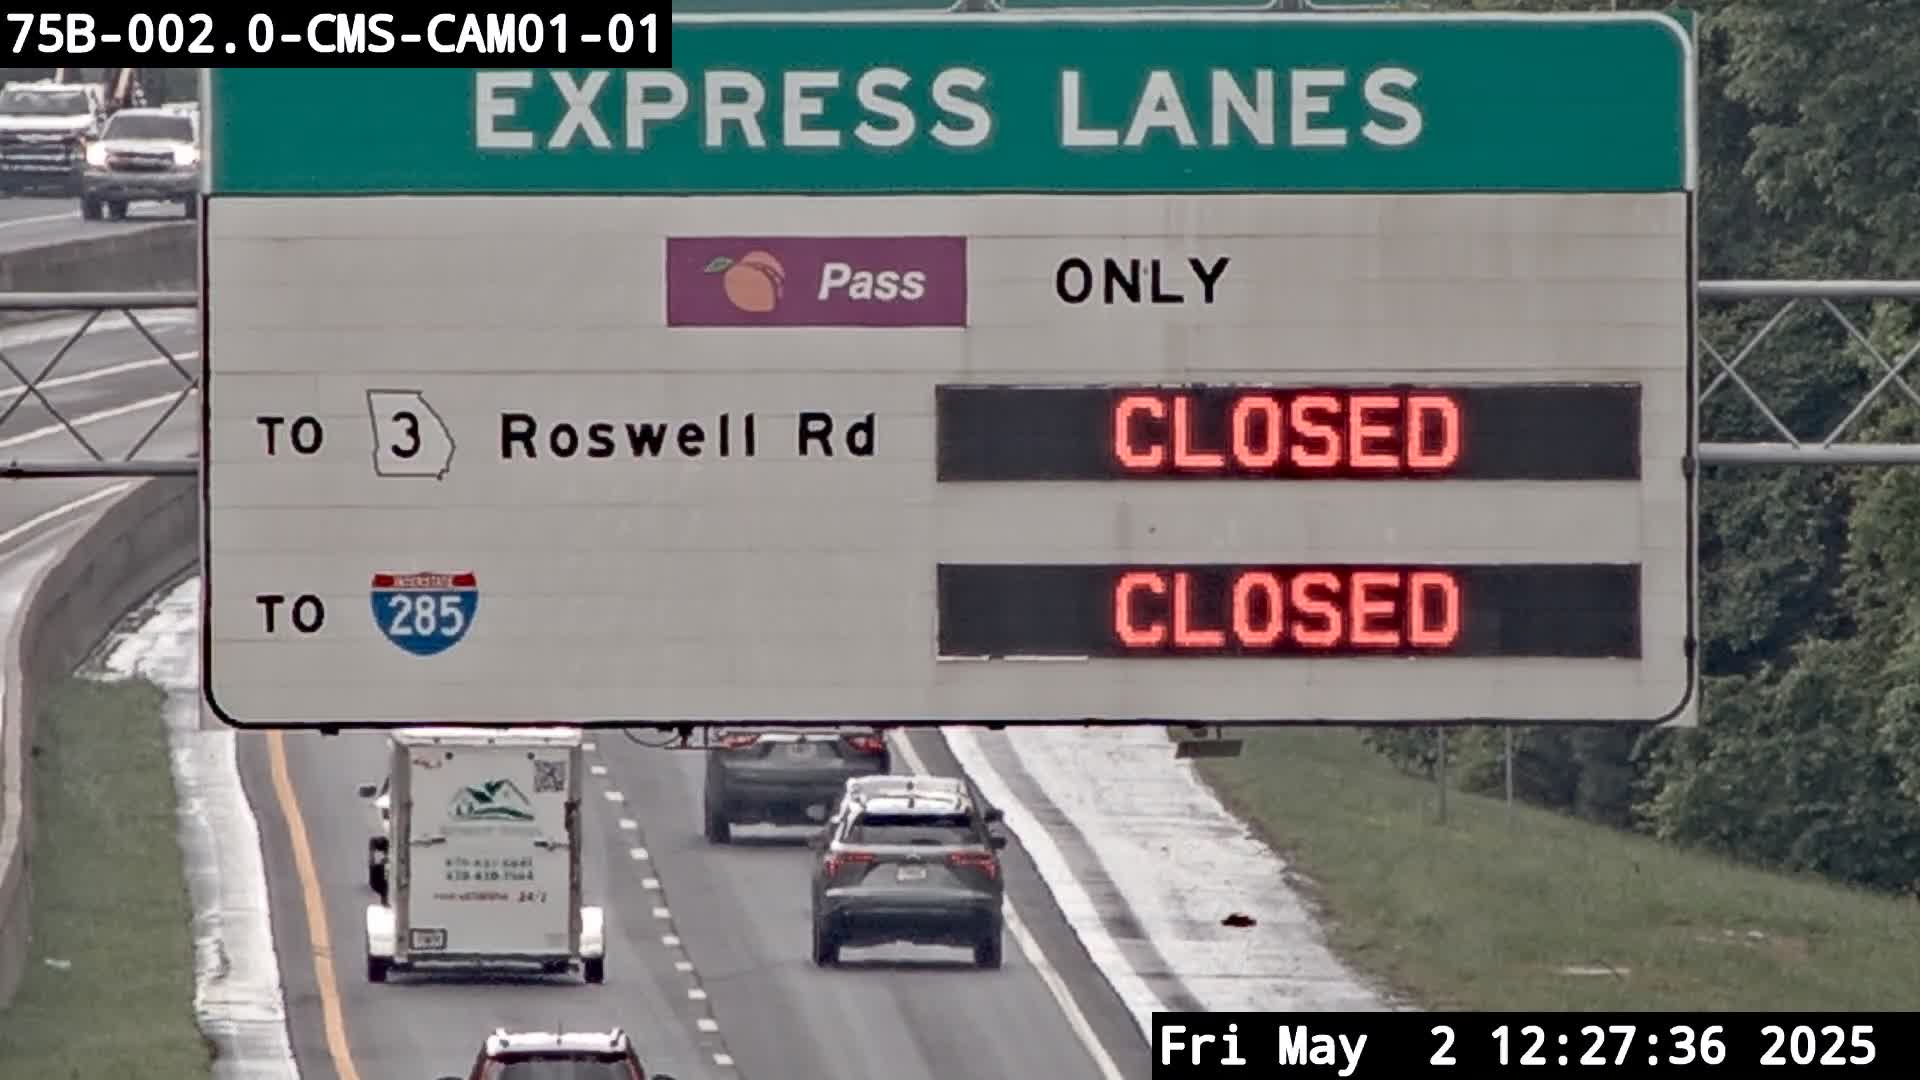 75B-002.0-CMS-CAM01-01
EXPRESS LANES
Pass ONLY
TO 3 Roswell Rd CLOSED
TO 285 CLOSED
Fri May 2 12:27:36 2025